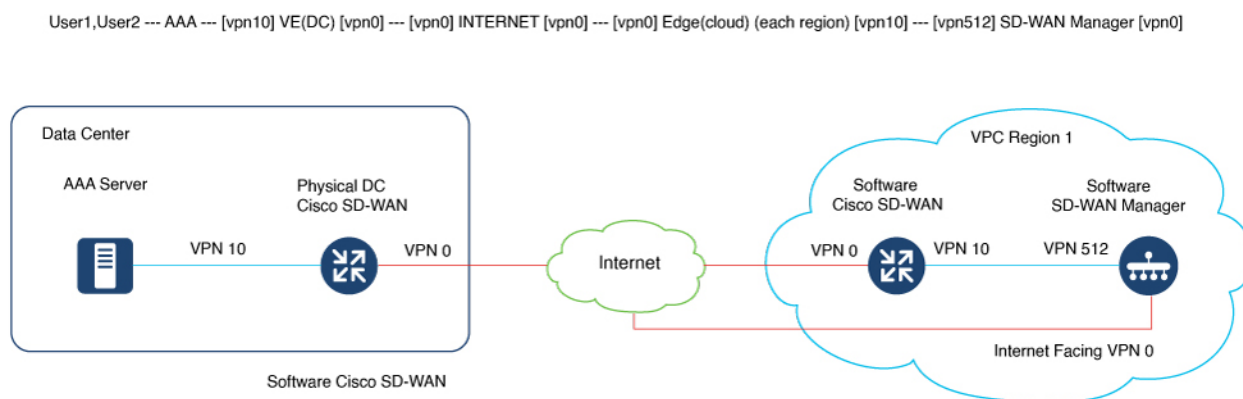 User1,User2 --- AAA --- [vpn10] VE(DC) [vpn0] --- [vpn0] INTERNET [vpn0] --- [vpn0] Edge(cloud) (each region) [vpn10] --- [vpn512] SD-WAN Manager [vpn0]
Data Center
VPC Region 1
AAA Server
Physical DC
Cisco SD-WAN
Software
Cisco SD-WAN
Software
SD-WAN Manager
VPN 10
VPN 0
Internet
VPN 0
VPN 10
VPN 512
Internet Facing VPN 0
Software Cisco SD-WAN